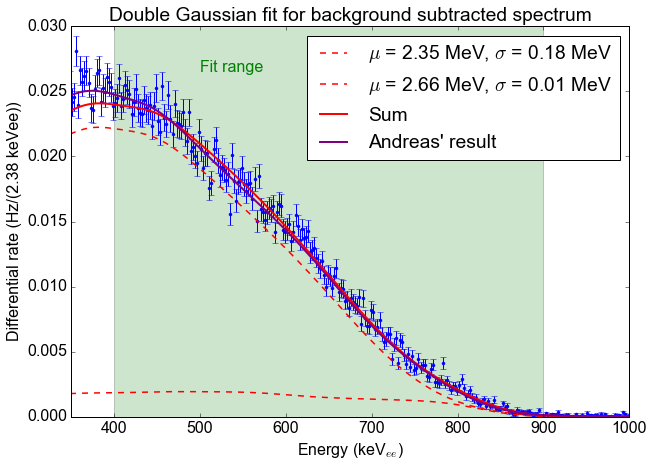 Double Gaussian fit for background subtracted spectrum
0.030
0.025
0.020
0.015
0.010
0.005
0.000
Differential rate (Hz/(2.38 keVee))
Fit range
μ = 2.35 MeV, σ = 0.18 MeV
μ = 2.66 MeV, σ = 0.01 MeV
Sum
Andreas' result
400 500 600 700 800 900 1000
Energy (keVee)